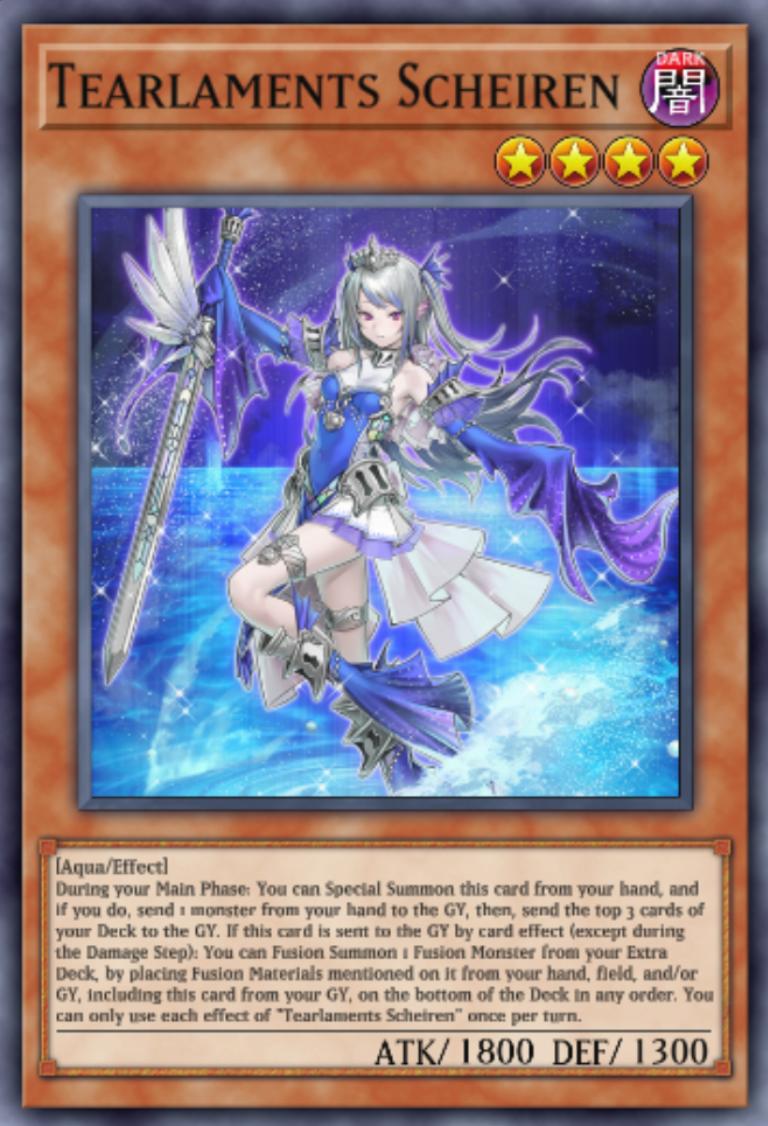 TEARLAMENTS SCHEIREN
DARK
闇
[Aqua/Effect]
During your Main Phase: You can Special Summon this card from your hand, and
if you do, send 1 monster from your hand to the GY, then, send the top 3 cards of
your Deck to the GY. If this card is sent to the GY by card effect (except during
the Damage Step): You can Fusion Summon 1 Fusion Monster from your Extra
Deck, by placing Fusion Materials mentioned on it from your hand, field, and/or
GY, including this card from your GY, on the bottom of the Deck in any order. You
can only use each effect of "Tearlaments Scheiren" once per turn.
ATK/ 1800 DEF/ 1300